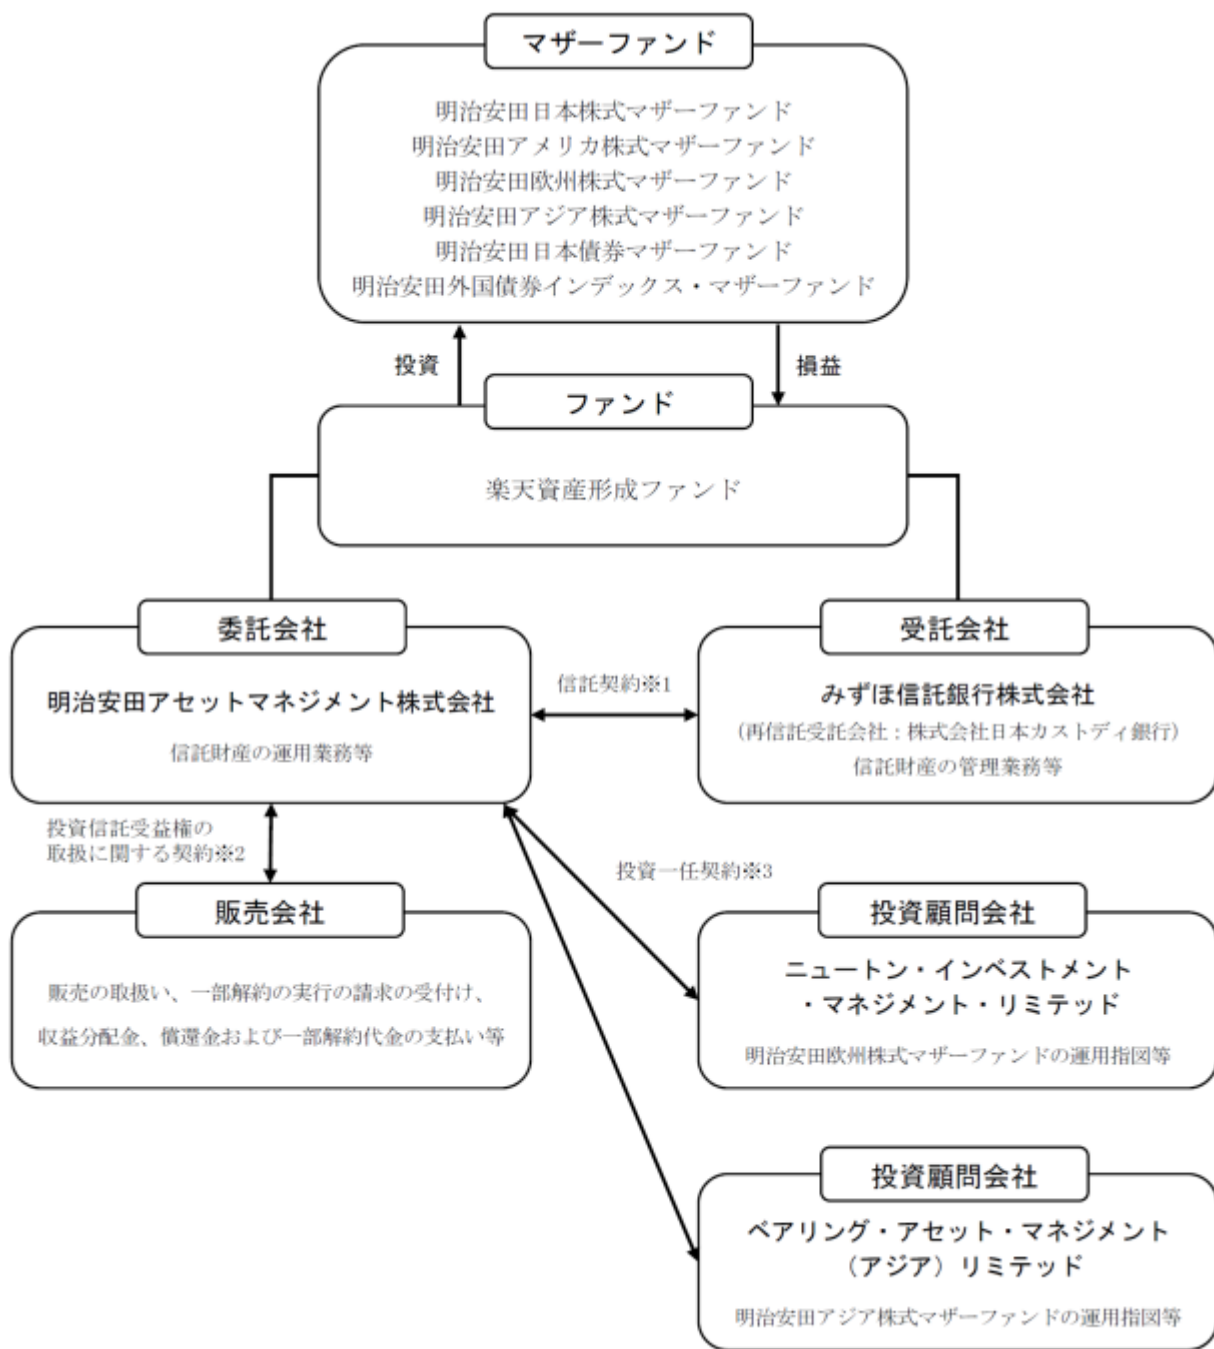 マザーファンド
明治安田日本株式マザーファンド
明治安田アメリカ株式マザーファンド
明治安田欧州株式マザーファンド
明治安田アジア株式マザーファンド
明治安田日本債券マザーファンド
明治安田外国債券インデックス・マザーファンド
投資
損益
ファンド
楽天資産形成ファンド
委託会社
明治安田アセットマネジメント株式会社
信託財産の運用業務等
信託契約※1
受託会社
みずほ信託銀行株式会社
(再信託受託会社：株式会社日本カストディ銀行)
信託財産の管理業務等
投資信託受益権の
取扱に関する契約※2
投資一任契約※3
販売会社
販売の取扱い、一部解約の実行の請求の受付け、
収益分配金、償還金および一部解約代金の支払い等
投資顧問会社
ニュートン・インベストメント
・マネジメント・リミテッド
明治安田欧州株式マザーファンドの運用指図等
投資顧問会社
ベアリング・アセット・マネジメント
（アジア）リミテッド
明治安田アジア株式マザーファンドの運用指図等